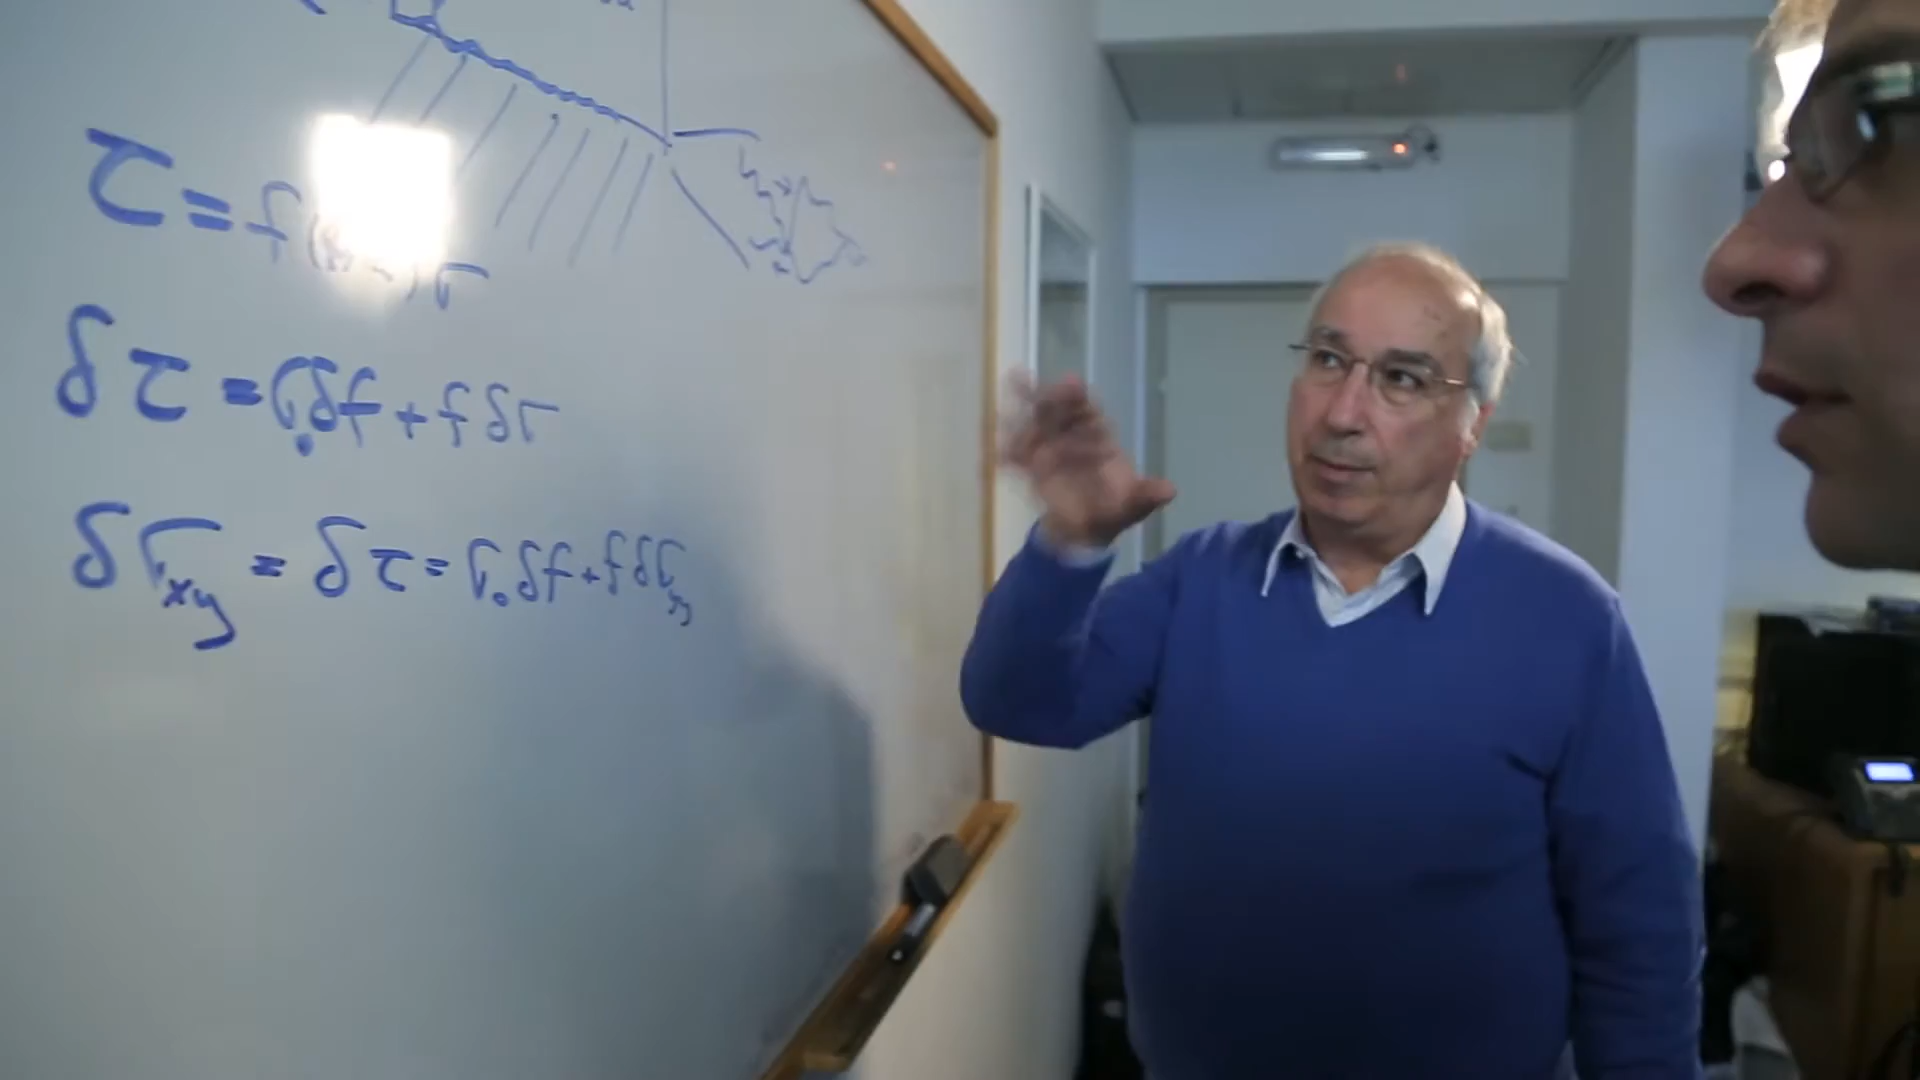 τ = f( )σ
δτ = σ₀δf + fδσ
δσxy = δτ = σ₀δf + fδσyy